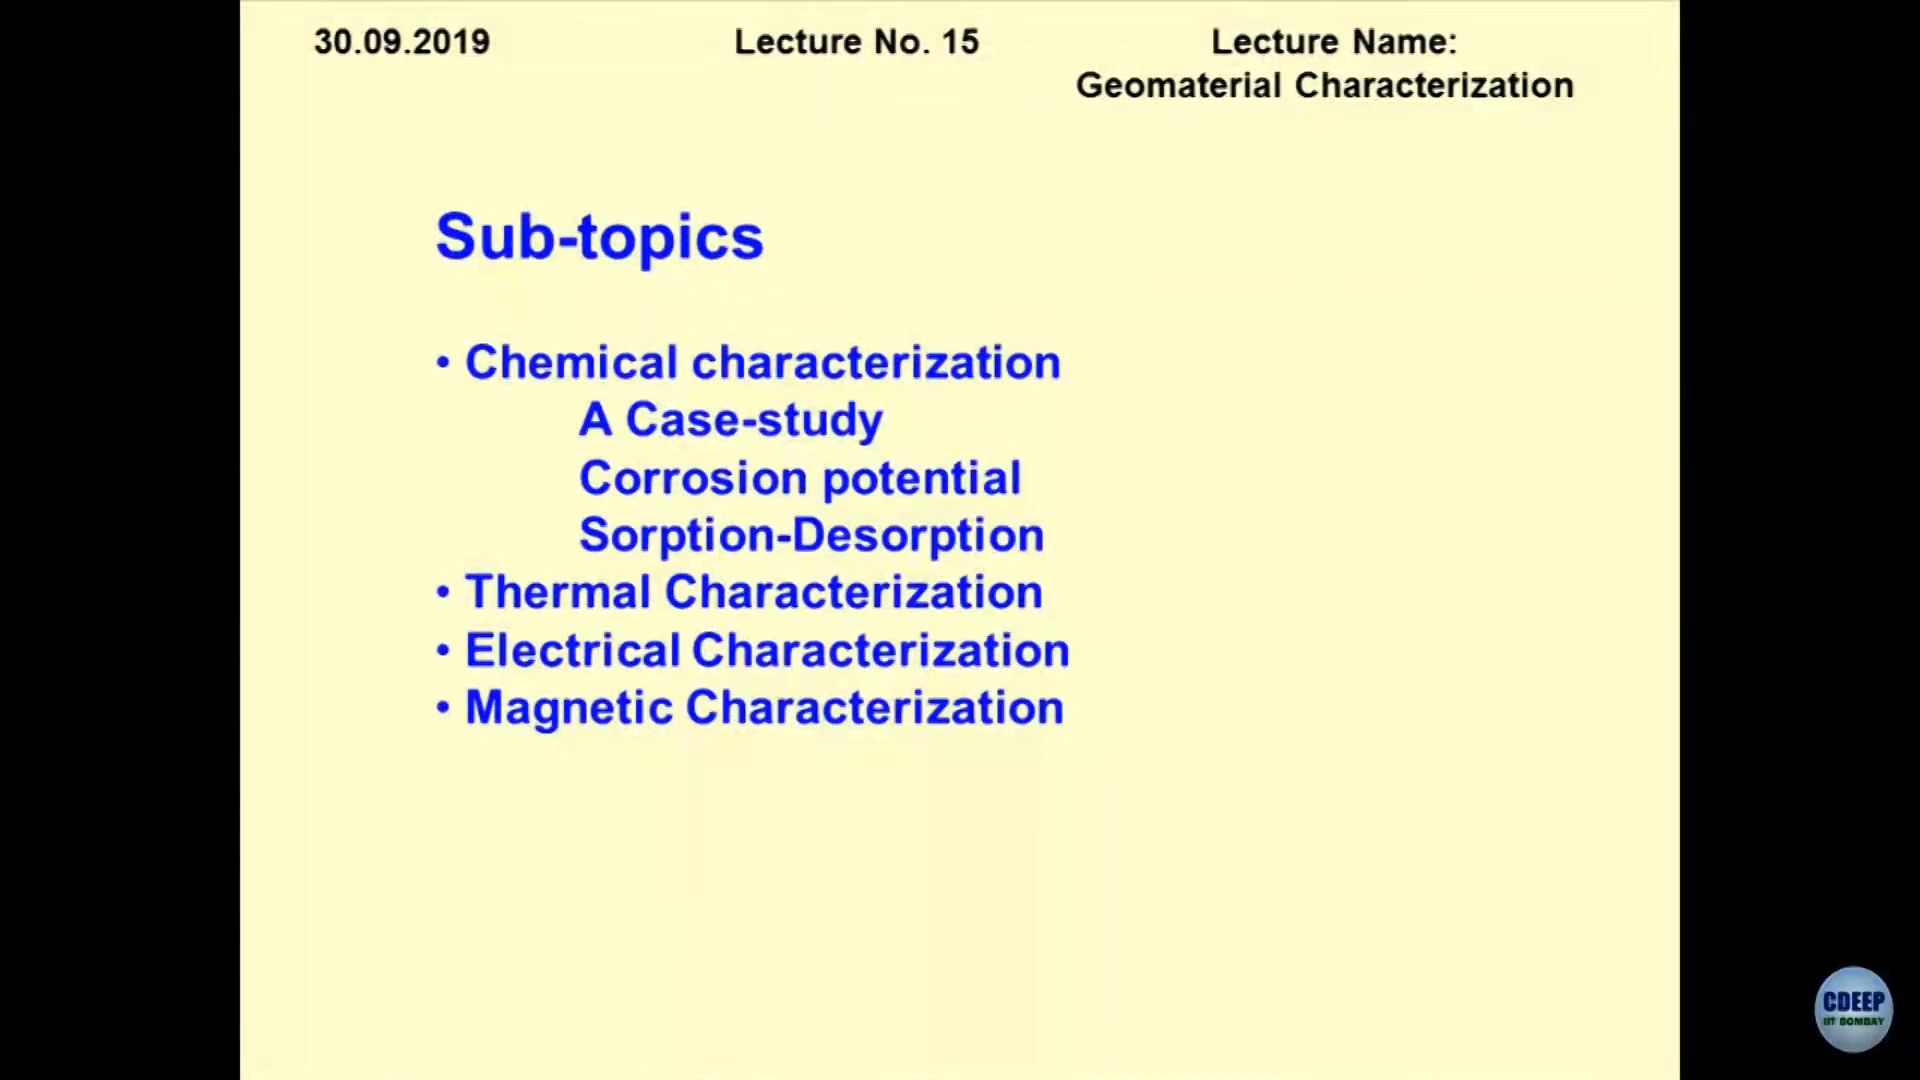 30.09.2019 Lecture No. 15 Lecture Name:
Geomaterial Characterization
Sub-topics
• Chemical characterization
A Case-study
Corrosion potential
Sorption-Desorption
• Thermal Characterization
• Electrical Characterization
• Magnetic Characterization
CDEEP
IIT BOMBAY